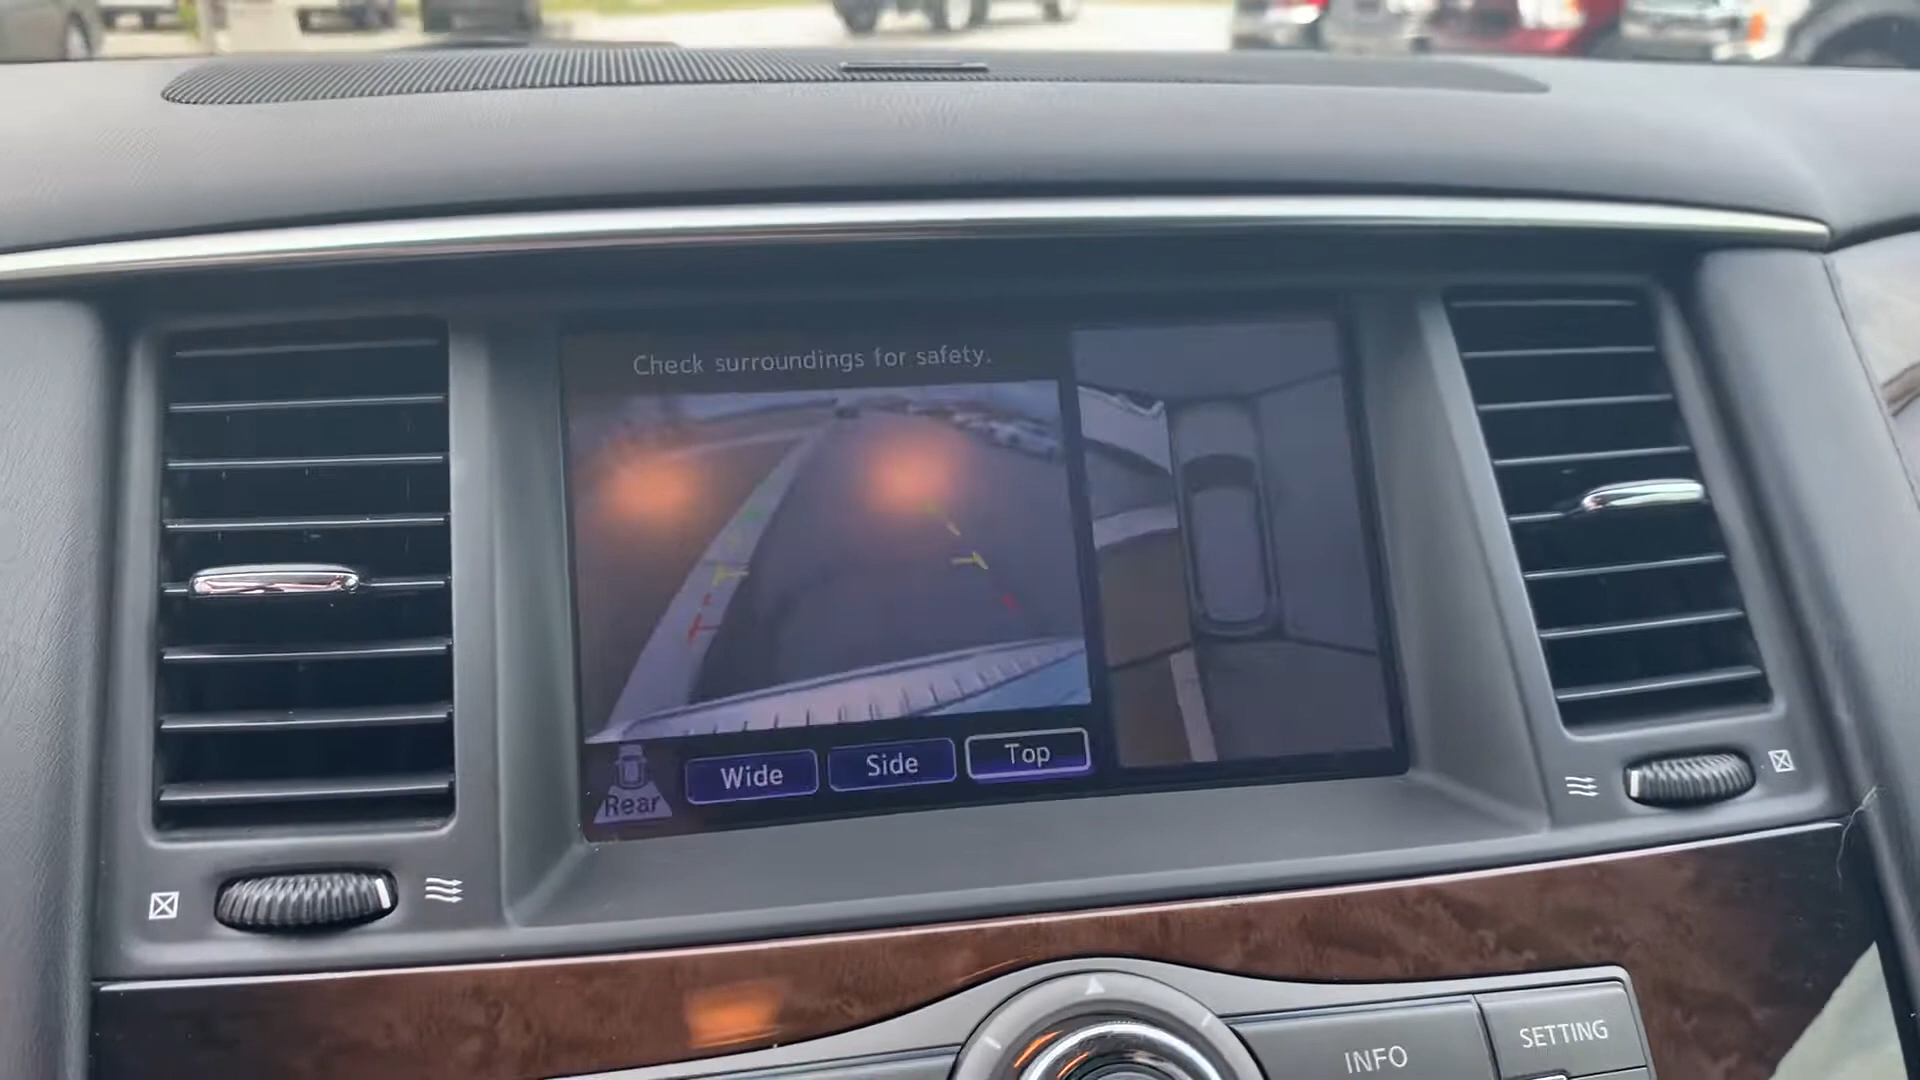 Check surroundings for safety.
Rear
Wide
Side
Top
INFO
SETTING